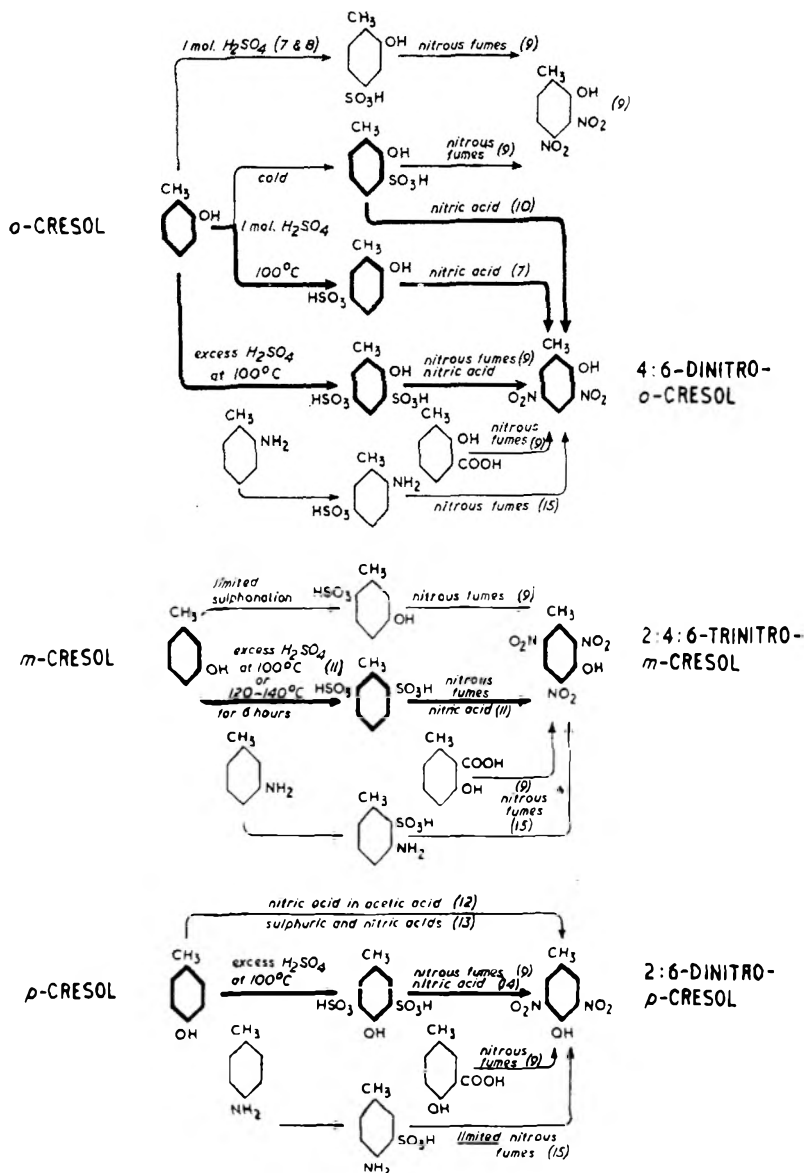 CH₃
OH
SO₃H
1 mol. H₂SO₄ (7 & 8)
nitrous fumes (9)
CH₃
OH
NO₂
NO₂
(9)
CH₃
OH
SO₃H
cold
nitrous
fumes (9)
nitric acid (10)
o-CRESOL
CH₃
OH
1 mol. H₂SO₄
100°C
CH₃
OH
HSO₃
nitric acid (7)
excess H₂SO₄
at 100°C
CH₃
OH
HSO₃
SO₃H
nitrous fumes (9)
nitric acid
CH₃
OH
O₂N
NO₂
4:6-DINITRO-
o-CRESOL
CH₃
NH₂
CH₃
OH
COOH
nitrous
fumes (9)
CH₃
NH₂
HSO₃
nitrous fumes (15)
limited
sulphonation
CH₃
HSO₃
OH
nitrous fumes (9)
m-CRESOL
CH₃
OH
excess H₂SO₄
at 100°C (11)
or
120-140°C
for 6 hours
CH₃
HSO₃
SO₃H
nitrous
fumes
nitric acid (11)
CH₃
O₂N
NO₂
OH
NO₂
2:4:6-TRINITRO-
m-CRESOL
CH₃
NH₂
CH₃
COOH
OH
(9)
nitrous
fumes
(15)
CH₃
SO₃H
NH₂
nitric acid in acetic acid (12)
sulphuric and nitric acids (13)
p-CRESOL
CH₃
OH
excess H₂SO₄
at 100°C
CH₃
HSO₃
SO₃H
OH
nitrous fumes (9)
nitric acid (14)
CH₃
O₂N
NO₂
OH
2:6-DINITRO-
p-CRESOL
CH₃
NH₂
CH₃
COOH
OH
nitrous
fumes (9)
CH₃
SO₃H
NH₂
limited nitrous
fumes (15)